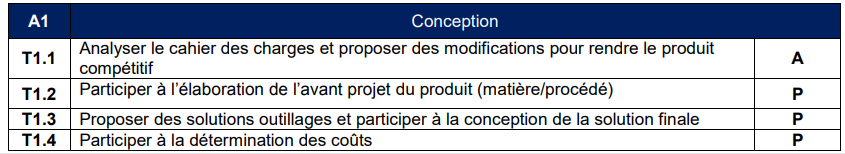 A1 Conception
T1.1 Analyser le cahier des charges et proposer des modifications pour rendre le produit compétitif A
T1.2 Participer à l'élaboration de l'avant projet du produit (matière/procédé) P
T1.3 Proposer des solutions outillages et participer à la conception de la solution finale P
T1.4 Participer à la détermination des coûts P